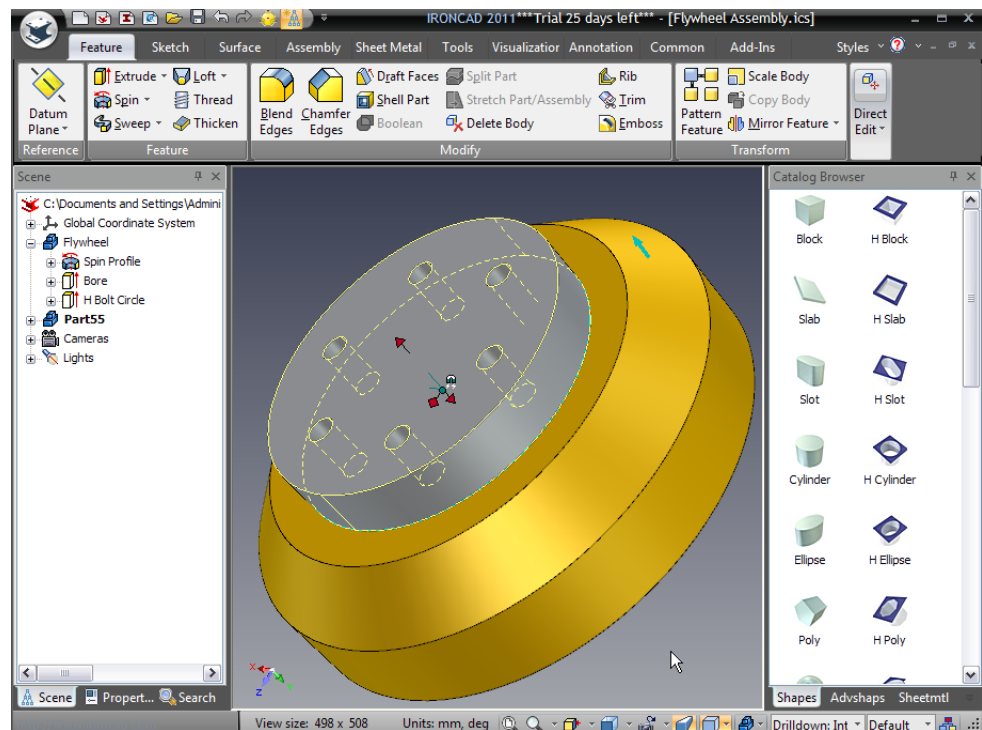 IRONCAD 2011***Trial 25 days left*** - [Flywheel Assembly.ics]
Feature Sketch Surface Assembly Sheet Metal Tools Visualization Annotation Common Add-Ins Styles
Datum Plane
Reference
Extrude Loft
Spin Thread
Sweep Thicken
Feature
Blend Edges
Chamfer Edges
Draft Faces Split Part Rib
Shell Part Stretch Part/Assembly Trim
Boolean Delete Body Emboss
Modify
Pattern Feature
Scale Body
Copy Body
Mirror Feature
Transform
Direct Edit
Scene
C:\Documents and Settings\Admini
Global Coordinate System
Flywheel
Spin Profile
Bore
H Bolt Circle
Part55
Cameras
Lights
Scene Propert... Search
X
Z
Catalog Browser
Block H Block
Slab H Slab
Slot H Slot
Cylinder H Cylinder
Ellipse H Ellipse
Poly H Poly
Shapes Advshaps Sheetmtl
View size: 498 x 508 Units: mm, deg Drilldown: Int Default